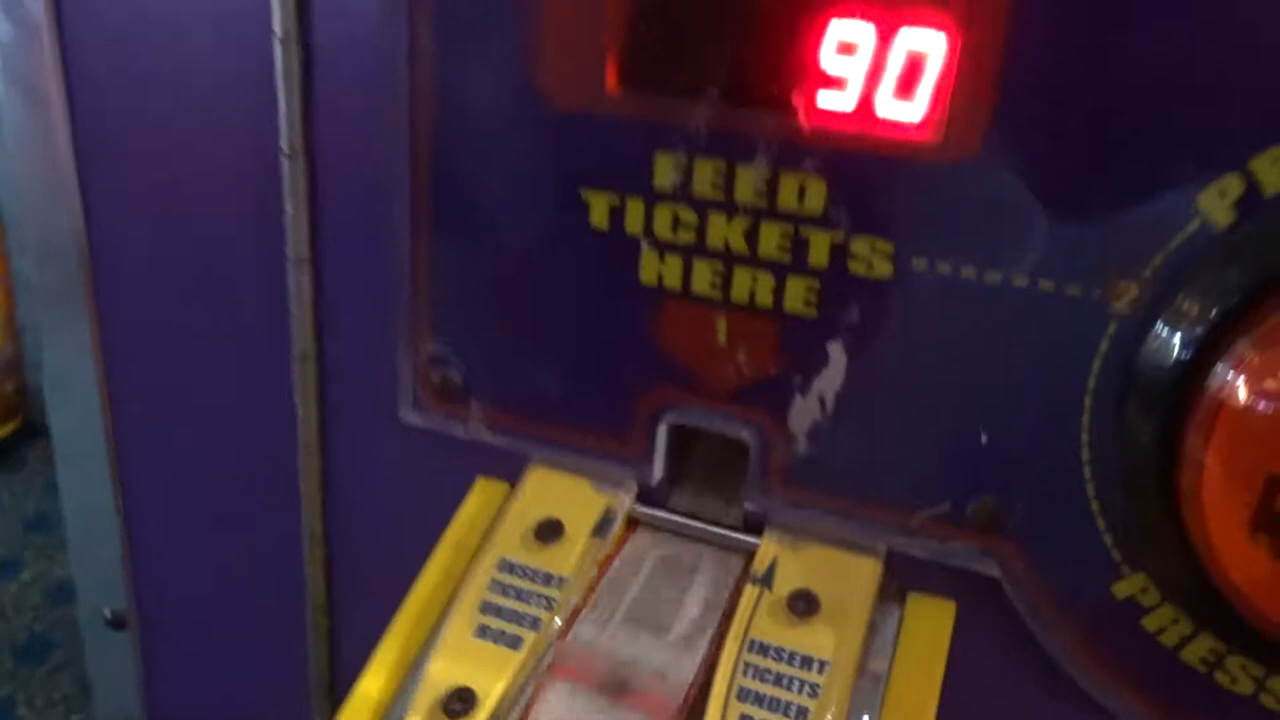 90
FEED
TICKETS
HERE
1
2
INSERT
TICKETS
UNDER
ROD
INSERT
TICKETS
UNDER
PRESS